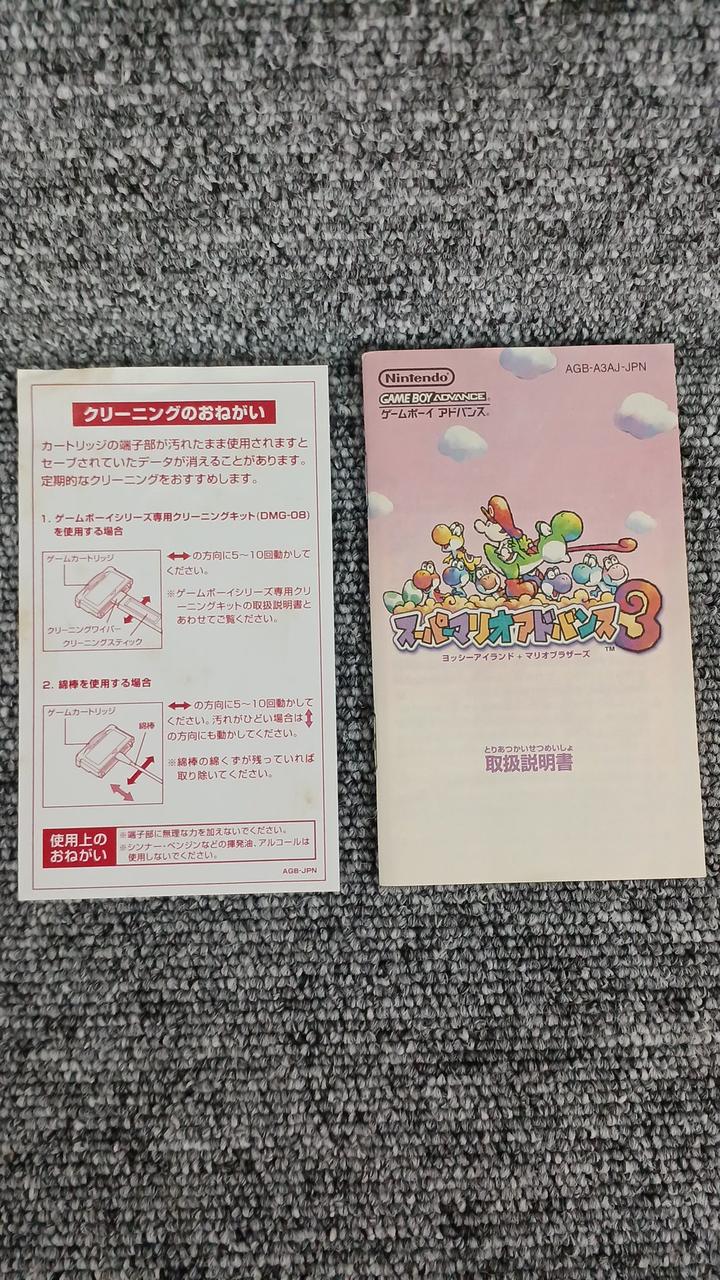 クリーニングのおねがい
カートリッジの端子部が汚れたまま使用されますと
セーブされていたデータが消えることがあります。
定期的なクリーニングをおすすめします。
1. ゲームボーイシリーズ専用クリーニングキット(DMG-08)
を使用する場合
ゲームカートリッジ
クリーニングワイパー
クリーニングスティック
⟷の方向に5〜10回動かして
ください。
※ゲームボーイシリーズ専用クリ
ーニングキットの取扱説明書と
あわせてご覧ください。
2. 綿棒を使用する場合
ゲームカートリッジ
綿棒
⟷の方向に5〜10回動かして
ください。汚れがひどい場合は↕
の方向にも動かしてください。
※綿棒の綿くずが残っていれば
取り除いてください。
使用上の
おねがい
※端子部に無理な力を加えないでください。
※シンナー・ベンジンなどの揮発油、アルコールは
使用しないでください。
AGB-JPN
Nintendo
AGB-A3AJ-JPN
GAME BOY ADVANCE®
ゲームボーイ アドバンス®
スーパーマリオアドバンス3
TM
ヨッシーアイランド + マリオブラザーズ
とりあつかいせつめいしょ
取扱説明書